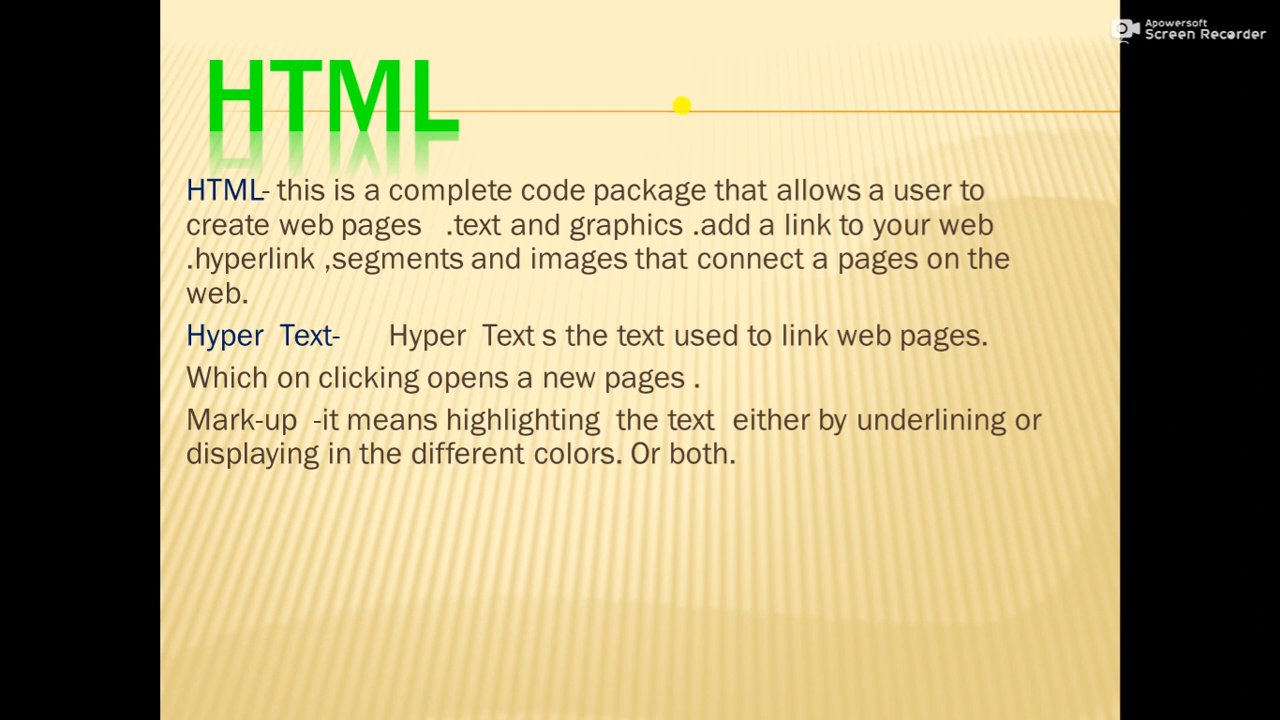 Apowersoft
Screen Recorder
HTML
HTML- this is a complete code package that allows a user to
create web pages   .text and graphics .add a link to your web
.hyperlink ,segments and images that connect a pages on the
web.
Hyper  Text-      Hyper  Text s the text used to link web pages.
Which on clicking opens a new pages .
Mark-up  -it means highlighting  the text  either by underlining or
displaying in the different colors. Or both.